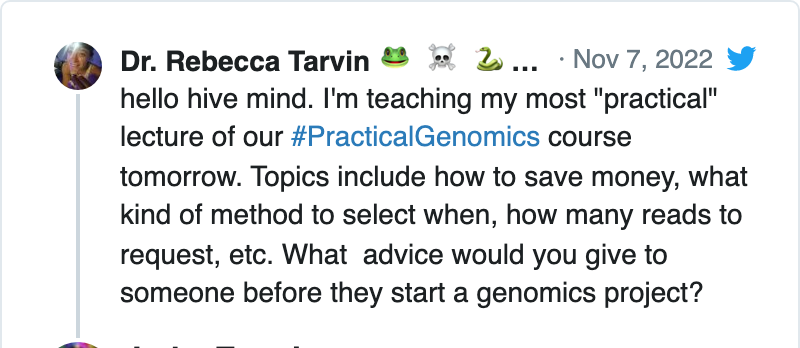 Dr. Rebecca Tarvin 🐸 ☠️ 🐍 ... · Nov 7, 2022
hello hive mind. I'm teaching my most "practical"
lecture of our #PracticalGenomics course
tomorrow. Topics include how to save money, what
kind of method to select when, how many reads to
request, etc. What  advice would you give to
someone before they start a genomics project?